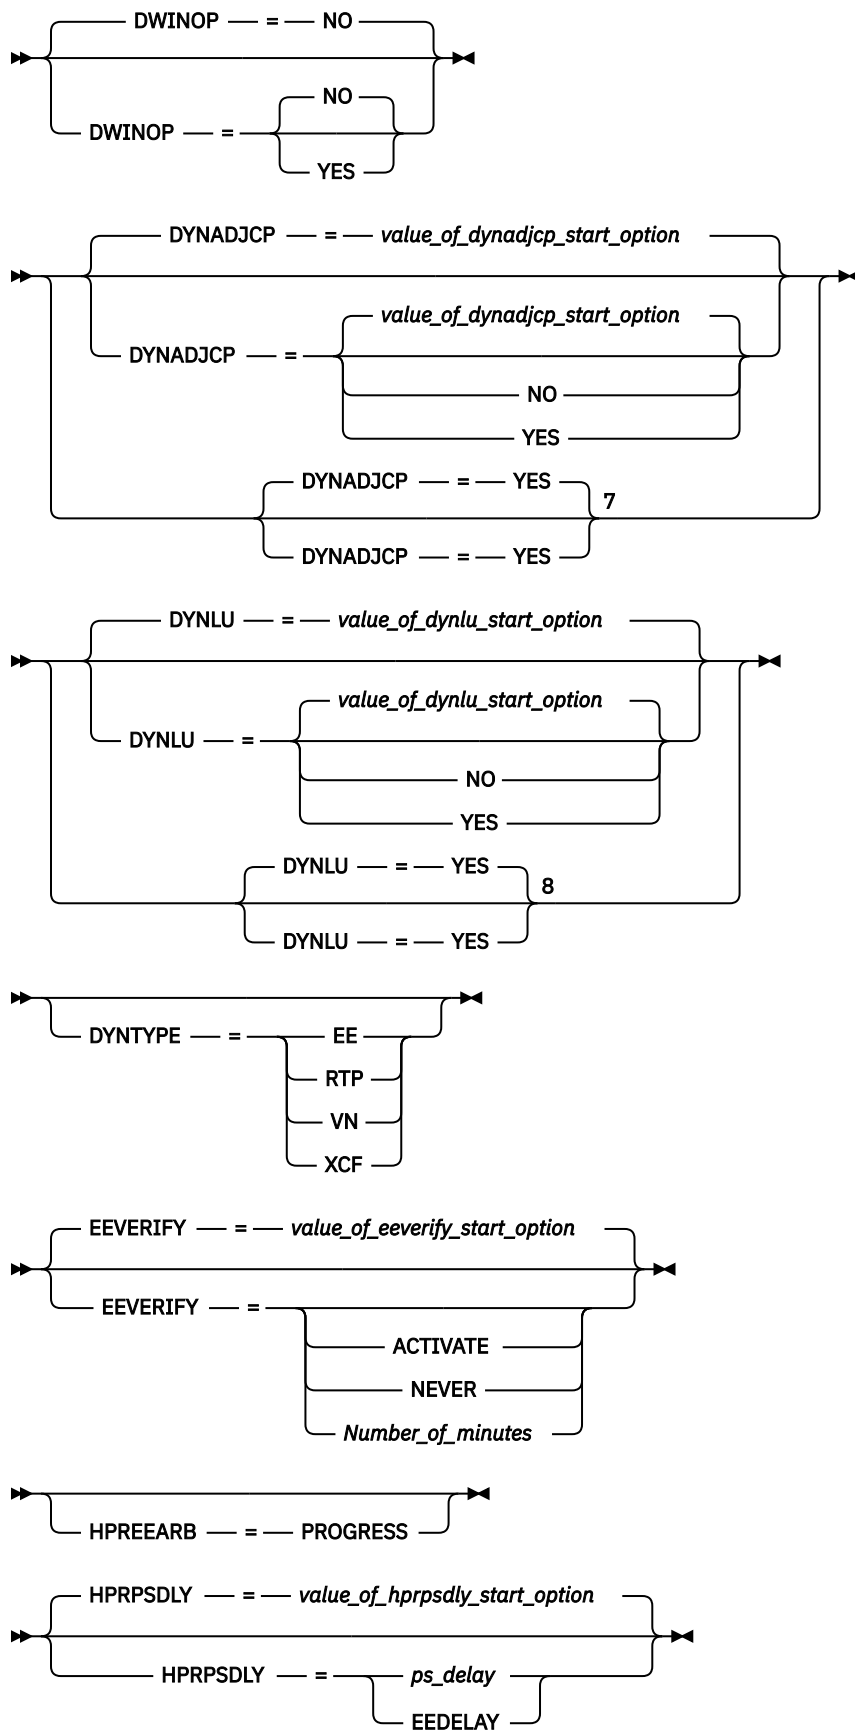 DWINOP = NO
NO
DWINOP =
YES
DYNADJCP = value_of_dynadjcp_start_option
value_of_dynadjcp_start_option
DYNADJCP =
NO
YES
DYNADJCP = YES
7
DYNADJCP = YES
DYNLU = value_of_dynlu_start_option
value_of_dynlu_start_option
DYNLU =
NO
YES
DYNLU = YES
8
DYNLU = YES
DYNTYPE = EE
RTP
VN
XCF
EEVERIFY = value_of_eeverify_start_option
EEVERIFY =
ACTIVATE
NEVER
Number_of_minutes
HPREEARB = PROGRESS
HPRPSDLY = value_of_hprpsdly_start_option
HPRPSDLY = ps_delay
EEDELAY